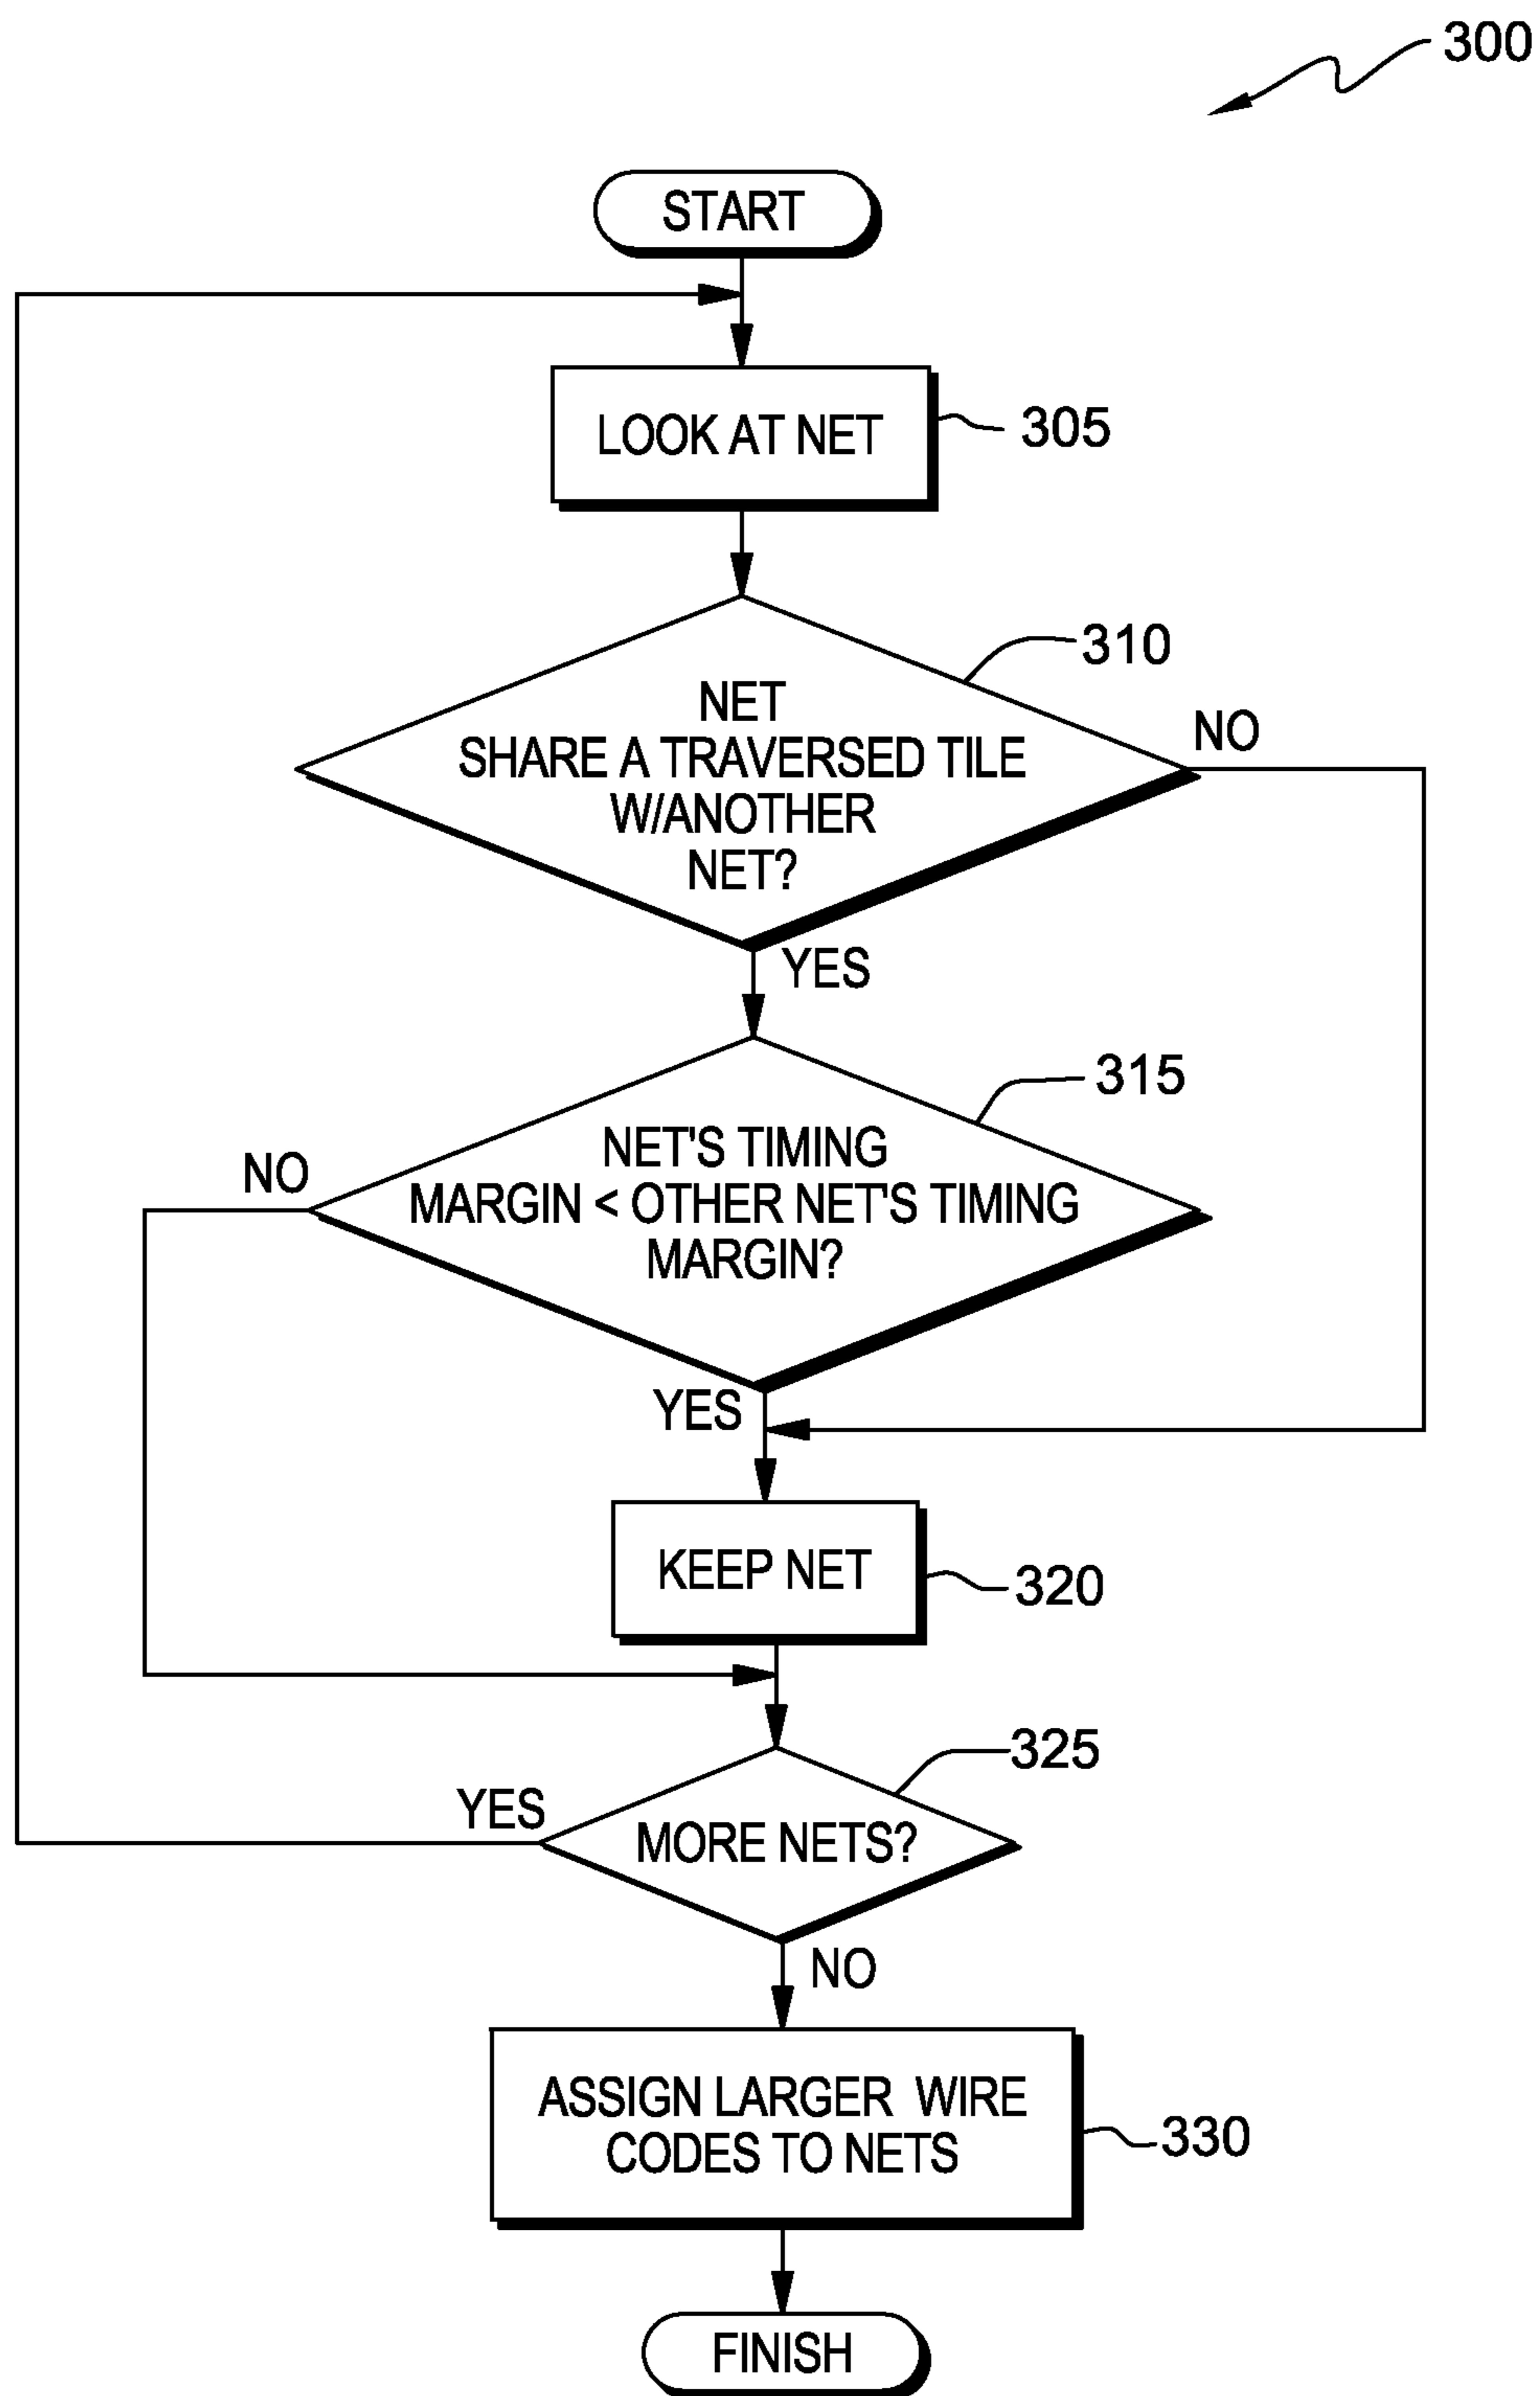 300
START
LOOK AT NET
305
310
NET
SHARE A TRAVERSED TILE
W/ANOTHER
NET?
NO
YES
315
NET'S TIMING
MARGIN < OTHER NET'S TIMING
MARGIN?
NO
YES
KEEP NET
320
325
YES
MORE NETS?
NO
ASSIGN LARGER WIRE
CODES TO NETS
330
FINISH